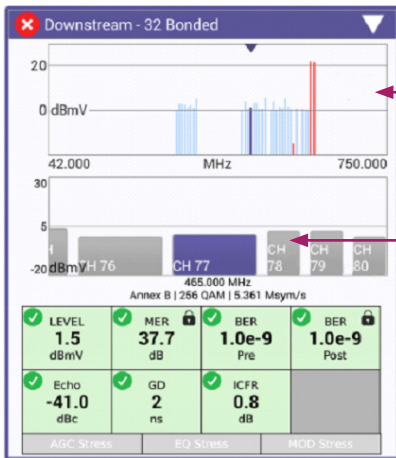 Downstream - 32 Bonded
20
0 dBmV
42.000 MHz 750.000
30
5
-20 dBmV
CH 76 CH 77 CH 78 CH 79 CH 80
465.000 MHz
Annex B | 256 QAM | 5.361 Msym/s
LEVEL MER BER BER
1.5 37.7 1.0e-9 1.0e-9
dBmV dB Pre Post
Echo GD ICFR
-41.0 2 0.8
dBc ns dB
AGC Stress EQ Stress MOD Stress